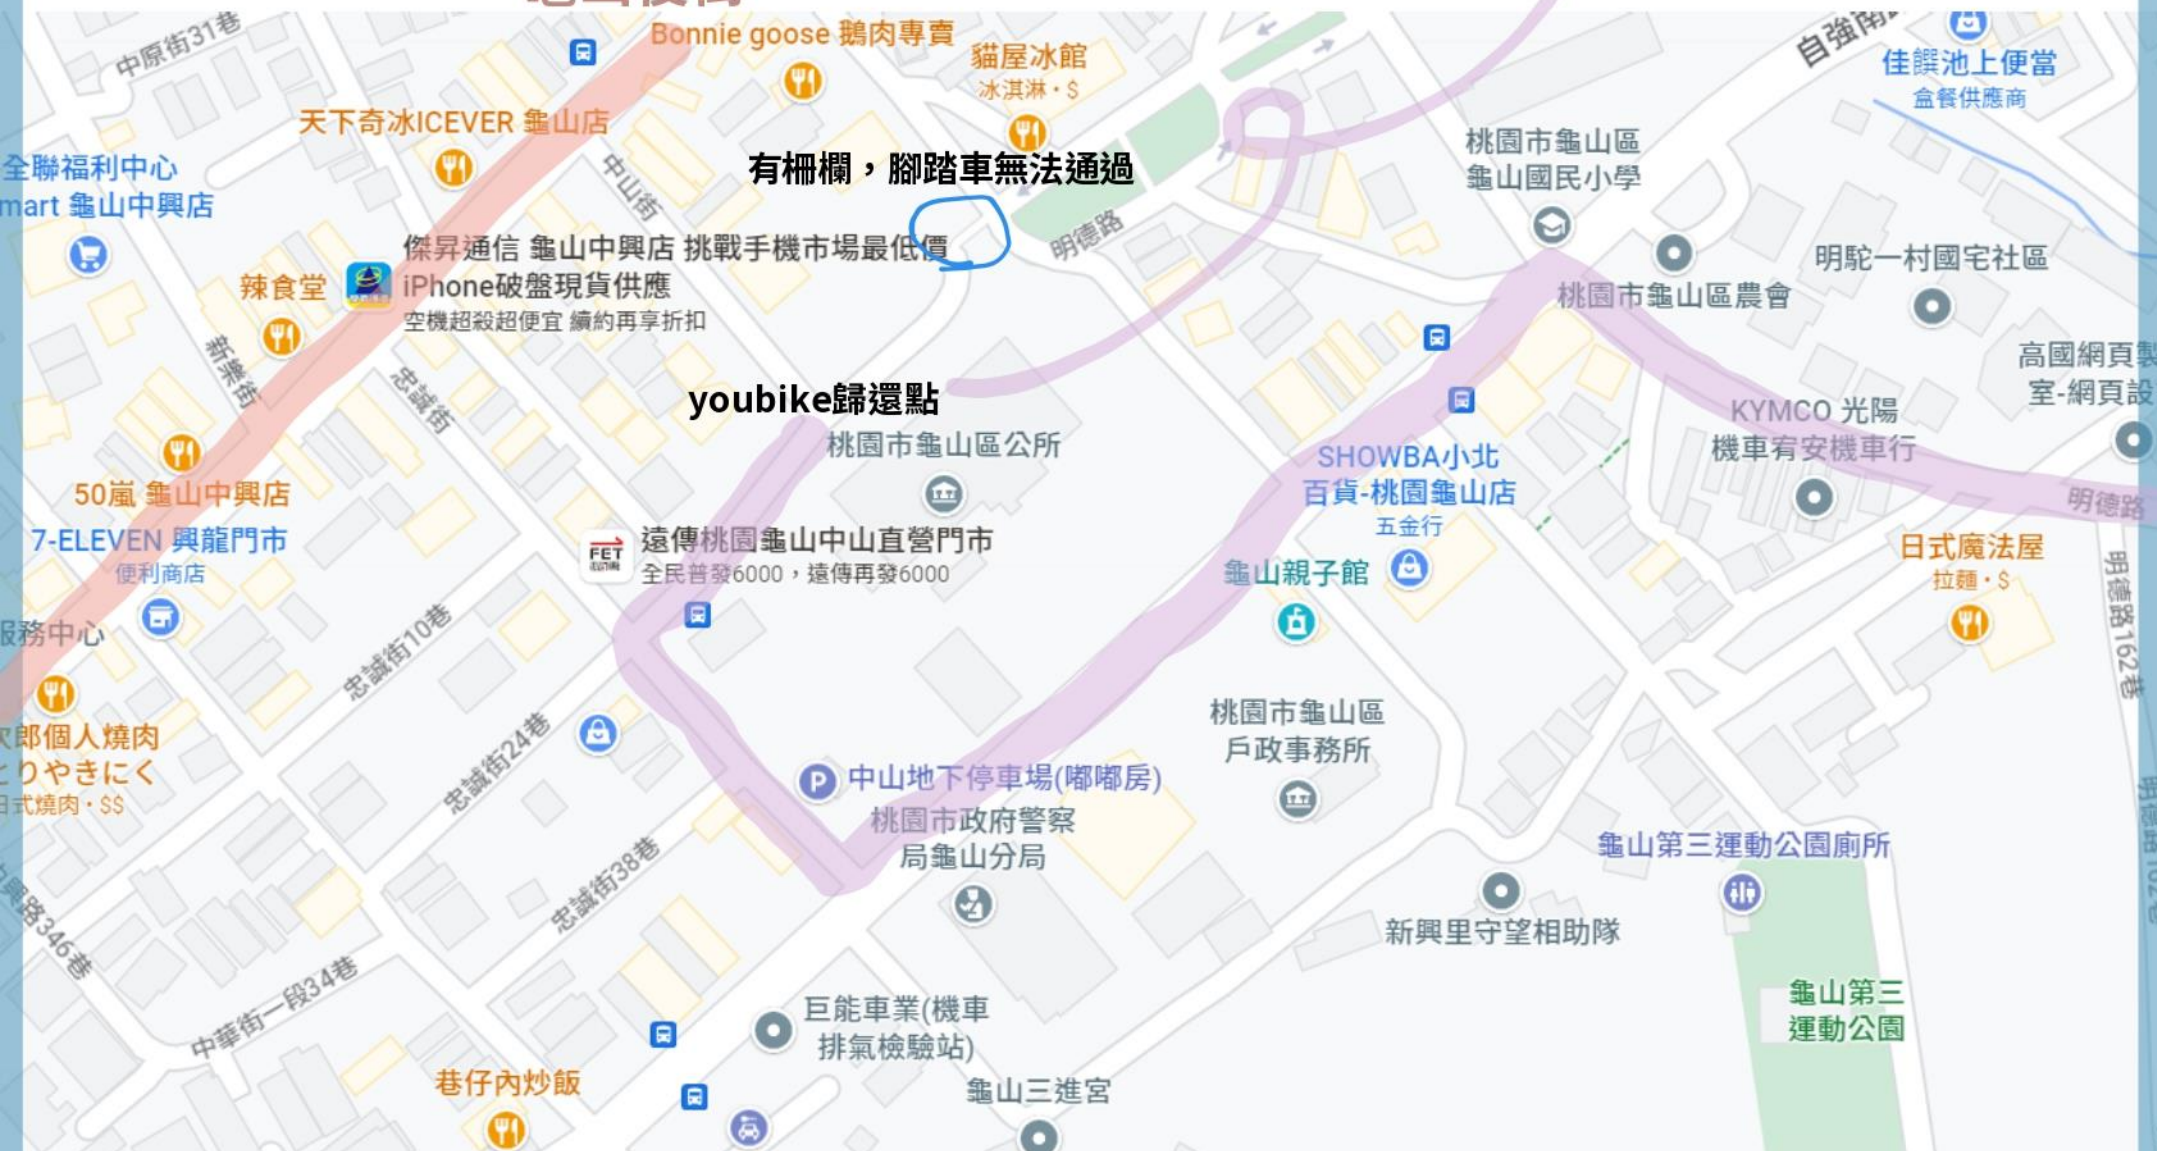 中原街31巷
Bonnie goose 鵝肉專賣
貓屋冰館
冰淇淋・$
佳饌池上便當
盒餐供應商
天下奇冰ICEVER 龜山店
全聯福利中心
mart 龜山中興店
中山街
有柵欄，腳踏車無法通過
明德路
桃園市龜山區
龜山國民小學
傑昇通信 龜山中興店 挑戰手機市場最低價
iPhone破盤現貨供應
空機超殺超便宜 續約再享折扣
辣食堂
新樂街
忠誠街
桃園市龜山區農會
明駝一村國宅社區
高國網頁製
室-網頁設
youbike歸還點
桃園市龜山區公所
KYMCO 光陽
機車宥安機車行
SHOWBA小北
百貨-桃園龜山店
五金行
50嵐 龜山中興店
7-ELEVEN 興龍門市
便利商店
FET
遠傳桃園龜山中山直營門市
全民普發6000，遠傳再發6000
龜山親子館
明德路
日式魔法屋
拉麵・$
明德路162巷
服務中心
忠誠街10巷
忠誠街24巷
忠誠街38巷
郎個人燒肉
とりやきにく
日式燒肉・$$
P
中山地下停車場(嘟嘟房)
桃園市政府警察
局龜山分局
桃園市龜山區
戶政事務所
龜山第三運動公園廁所
新興里守望相助隊
龜山第三
運動公園
路346巷
中華街一段34巷
巨能車業(機車
排氣檢驗站)
巷仔內炒飯
龜山三進宮